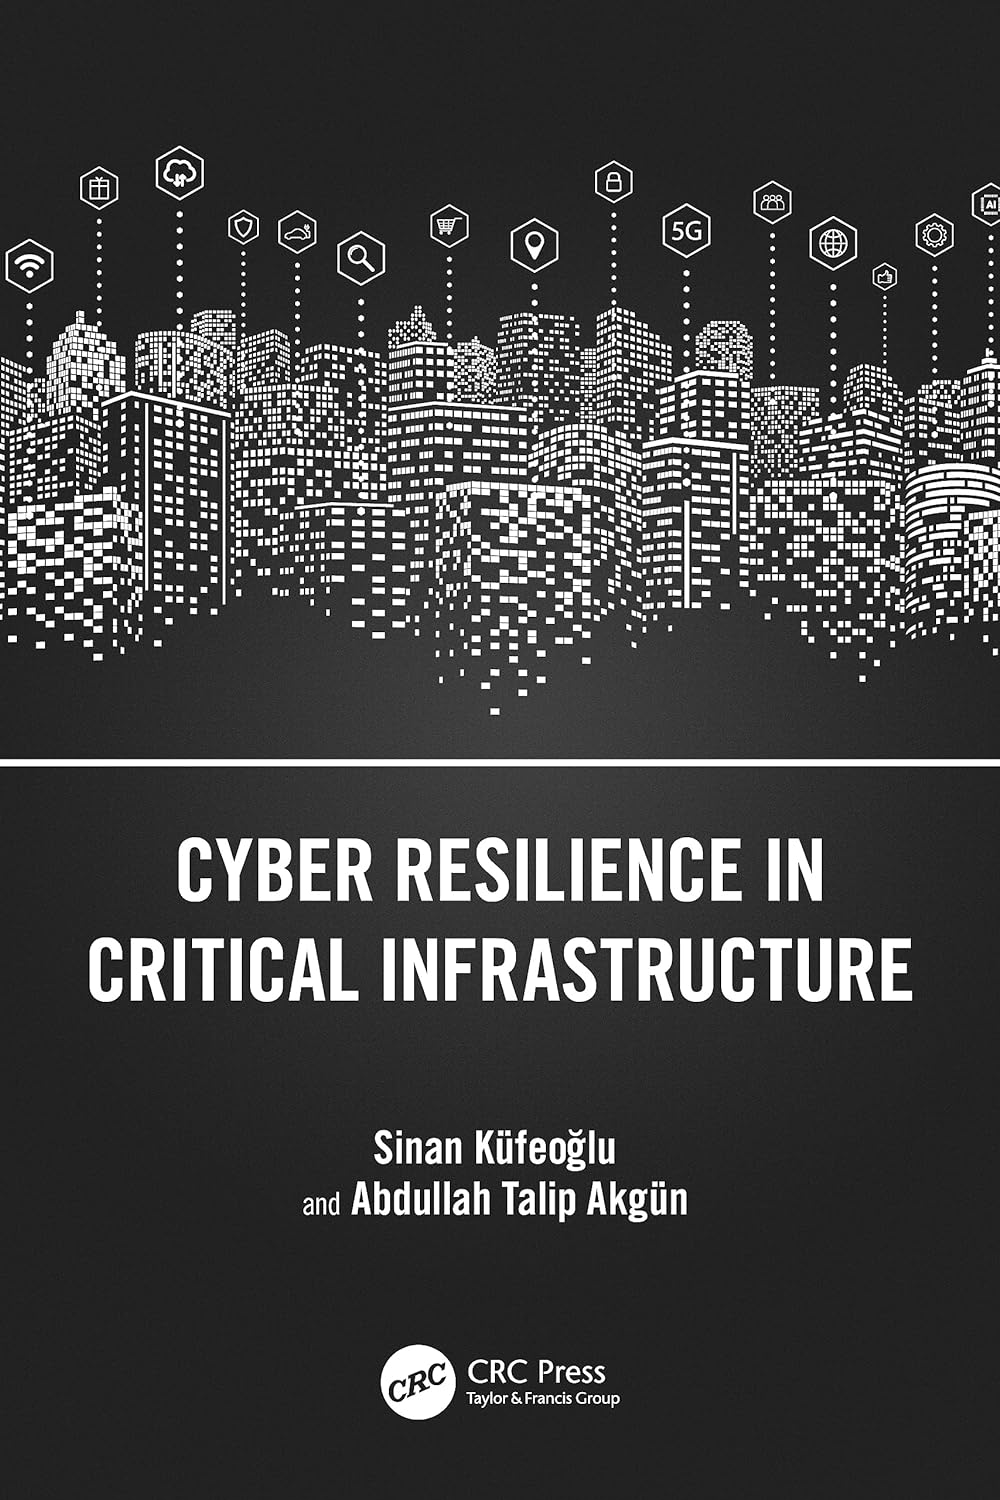 5G
AI
CYBER RESILIENCE IN
CRITICAL INFRASTRUCTURE
Sinan Küfeoğlu
and Abdullah Talip Akgün
CRC
CRC Press
Taylor & Francis Group